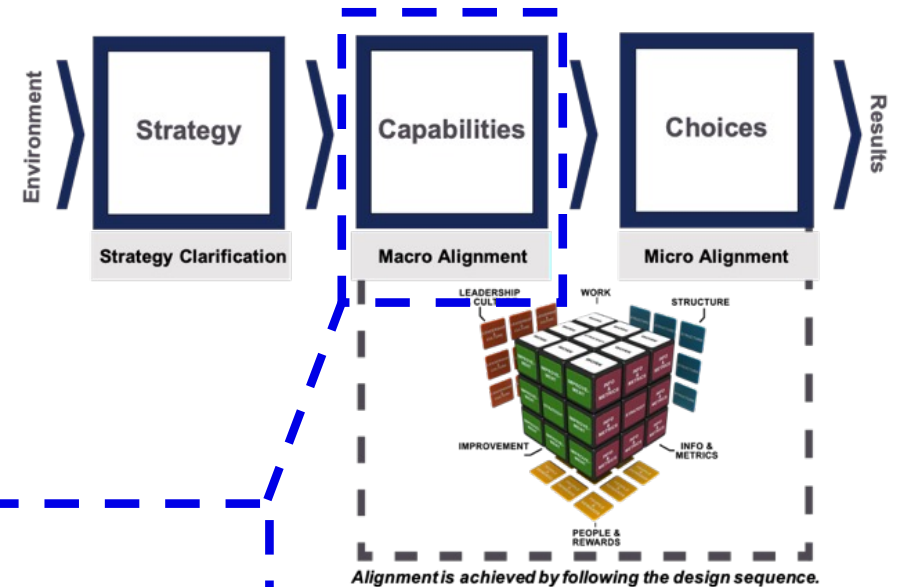 Environment
Strategy
Capabilities
Choices
Results
Strategy Clarification
Macro Alignment
Micro Alignment
LEADERSHIP
WORK
STRUCTURE
IMPROVEMENT
INFO &
METRICS
PEOPLE &
REWARDS
Alignment is achieved by following the design sequence.